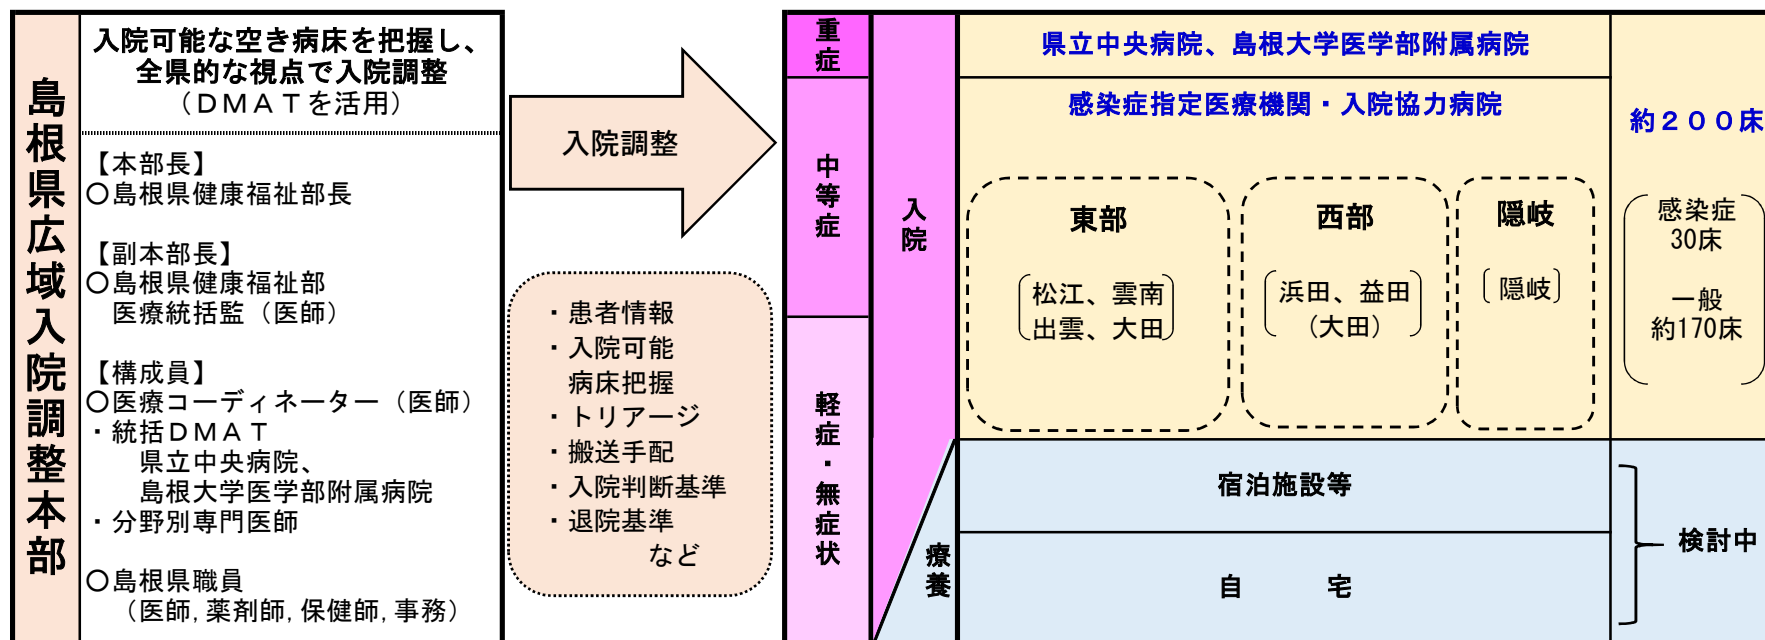 島根県広域入院調整本部
入院可能な空き病床を把握し、
全県的な視点で入院調整
（ＤＭＡＴを活用）
【本部長】
〇島根県健康福祉部長
【副本部長】
〇島根県健康福祉部
医療統括監（医師）
【構成員】
〇医療コーディネーター（医師）
・統括ＤＭＡＴ
県立中央病院、
島根大学医学部附属病院
・分野別専門医師
〇島根県職員
（医師,薬剤師,保健師,事務）
入院調整
・患者情報
・入院可能
病床把握
・トリアージ
・搬送手配
・入院判断基準
・退院基準
など
重症
中等症
軽症・無症状
入院
療養
県立中央病院、島根大学医学部附属病院
感染症指定医療機関・入院協力病院
東部
松江、雲南
出雲、大田
西部
浜田、益田
（大田）
隠岐
隠岐
約２００床
感染症
30床
一般
約170床
宿泊施設等
自　　宅
検討中